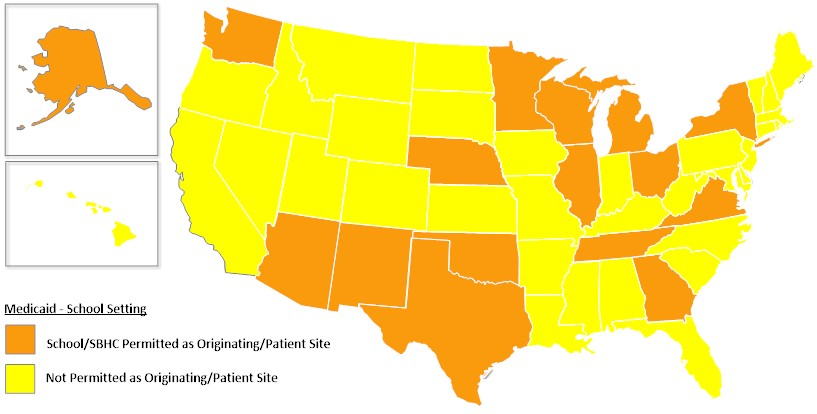 Medicaid - School Setting
School/SBHC Permitted as Originating/Patient Site
Not Permitted as Originating/Patient Site